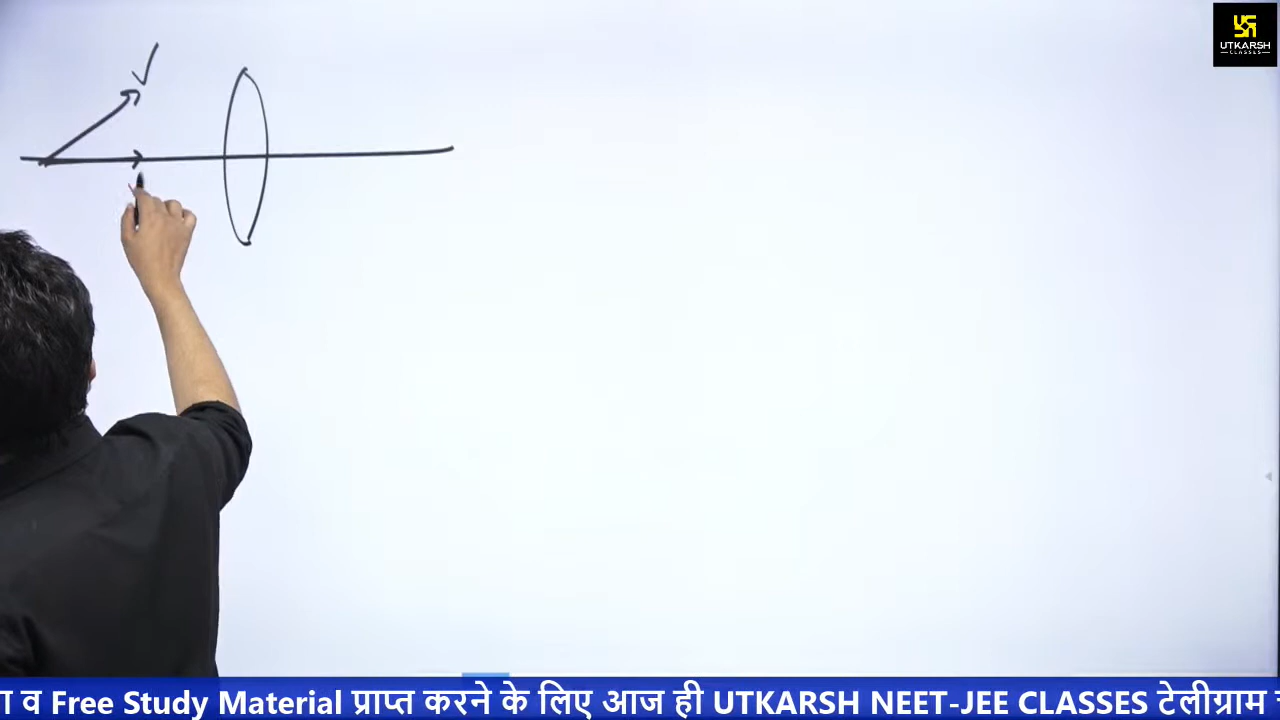 UTKARSH
CLASSES
V
ा व Free Study Material प्राप्त करने के लिए आज ही UTKARSH NEET-JEE CLASSES टेलीग्राम